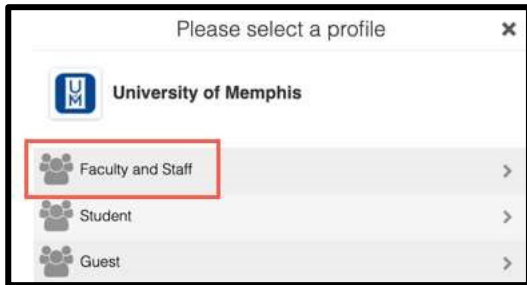 Please select a profile
UM
University of Memphis
Faculty and Staff
Student
Guest